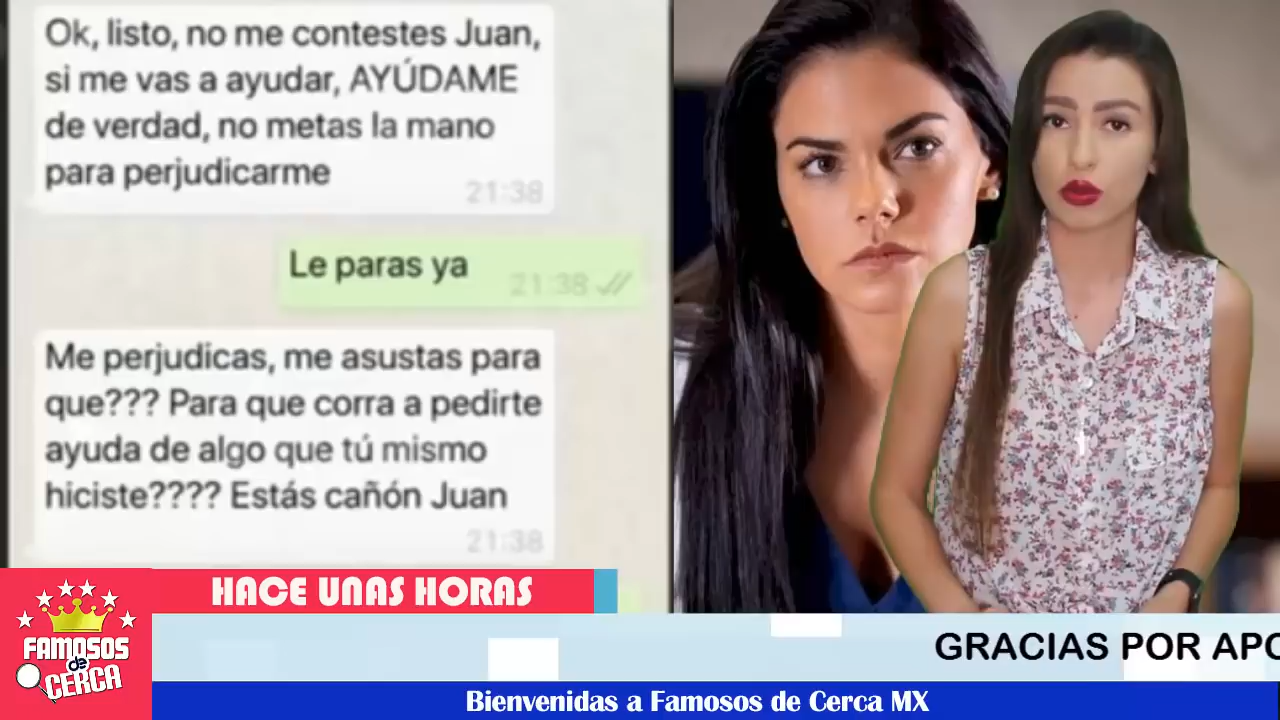 Ok, listo, no me contestes Juan,
si me vas a ayudar, AYÚDAME
de verdad, no metas la mano
para perjudicarme
21:38
Le paras ya
21:38
Me perjudicas, me asustas para
que??? Para que corra a pedirte
ayuda de algo que tú mismo
hiciste???? Estás cañón Juan
21:38
HACE UNAS HORAS
FAMOSOS
de
CERCA
GRACIAS POR APO
Bienvenidas a Famosos de Cerca MX